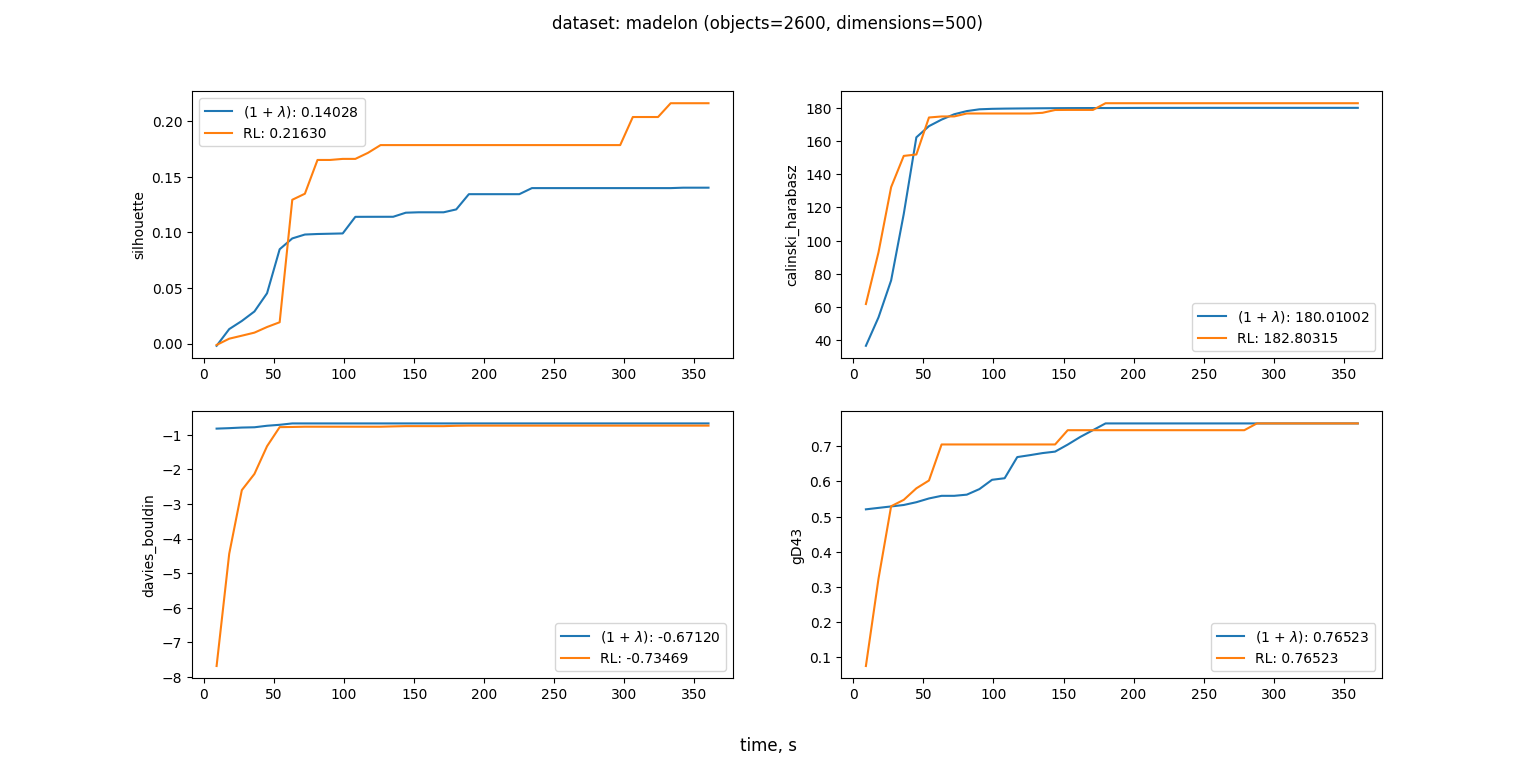 dataset: madelon (objects=2600, dimensions=500)
silhouette
0.20
0.15
0.10
0.05
0.00
(1 + λ): 0.14028
RL: 0.21630
0 50 100 150 200 250 300 350
calinski_harabasz
180
160
140
120
100
80
60
40
(1 + λ): 180.01002
RL: 182.80315
0 50 100 150 200 250 300 350
davies_bouldin
−1
−2
−3
−4
−5
−6
−7
−8
(1 + λ): -0.67120
RL: -0.73469
0 50 100 150 200 250 300 350
gD43
0.7
0.6
0.5
0.4
0.3
0.2
0.1
(1 + λ): 0.76523
RL: 0.76523
0 50 100 150 200 250 300 350
time, s